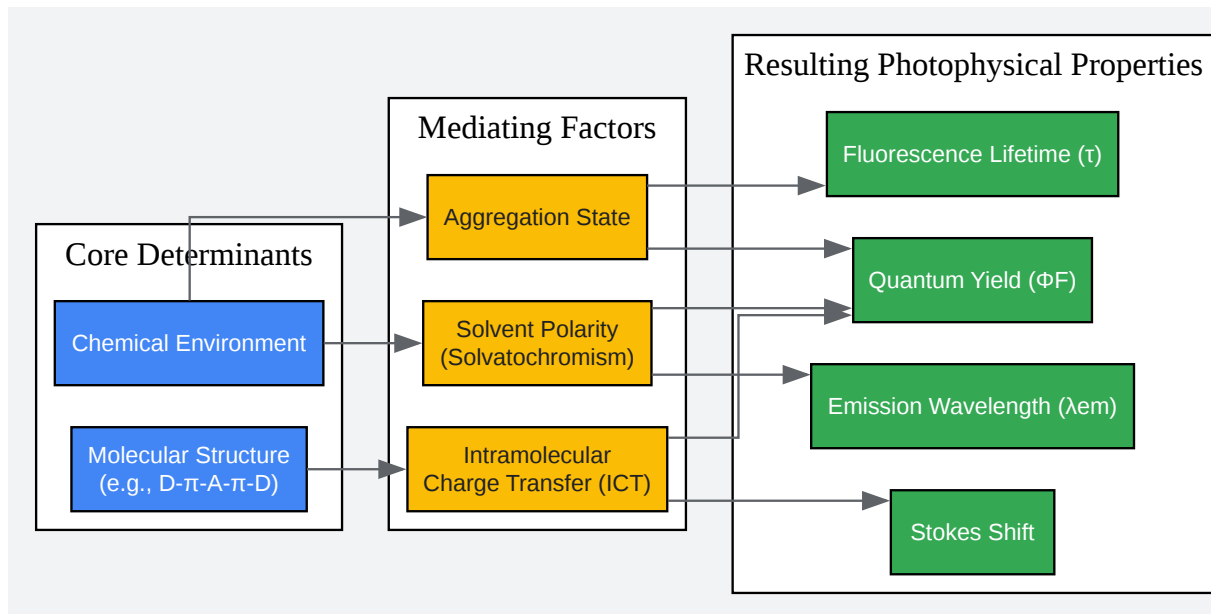 Core Determinants
Chemical Environment
Molecular Structure
(e.g., D-π-A-π-D)
Mediating Factors
Aggregation State
Solvent Polarity
(Solvatochromism)
Intramolecular
Charge Transfer (ICT)
Resulting Photophysical Properties
Fluorescence Lifetime (τ)
Quantum Yield (ΦF)
Emission Wavelength (λem)
Stokes Shift